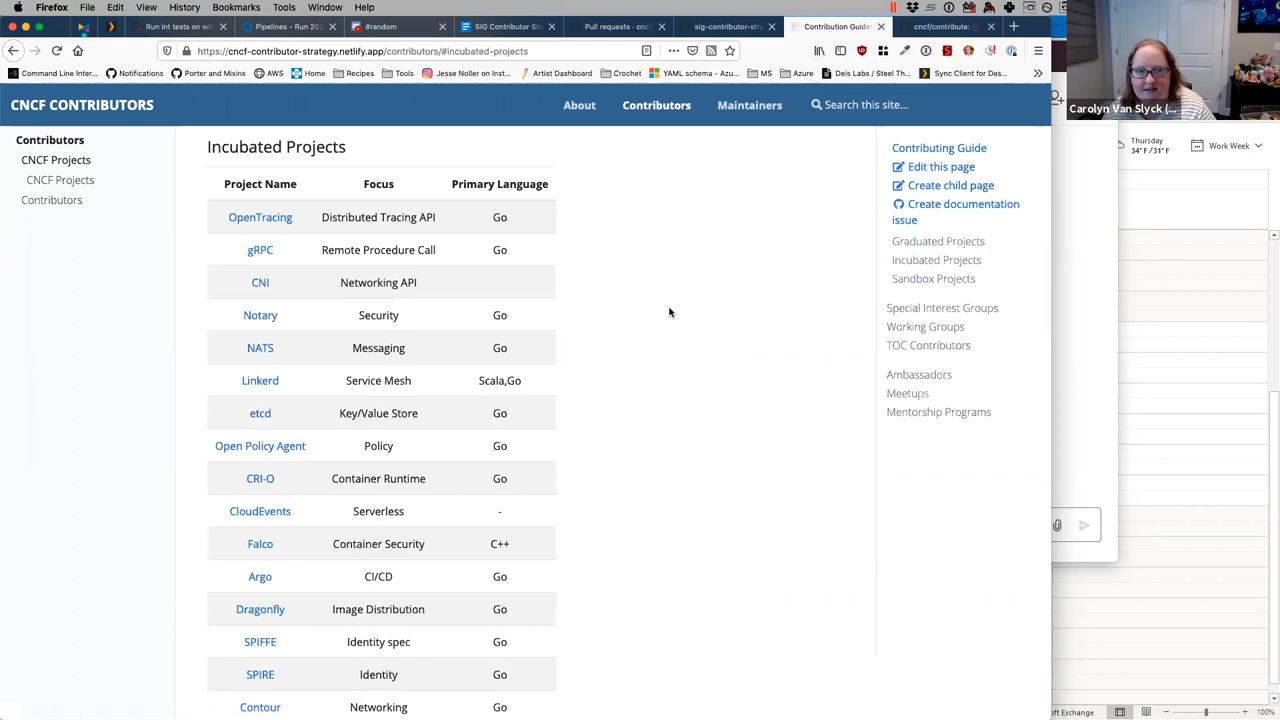 Firefox File Edit View History Bookmarks Tools Window Help
Run int tests on wi
Pipelines - Run 2020
#random
SIG Contributor Str
Pull requests · cncf
sig-contributor-stra
Contribution Guide
cncf/contribute:
https://cncf-contributor-strategy.netlify.app/contributors/#incubated-projects
Command Line Inter...
Notifications
Porter and Mixins
AWS
Home
Recipes
Tools
Jesse Noller on Inst...
Artist Dashboard
Crochet
YAML schema - Azu...
MS
Azure
Deis Labs / Steel Th...
Sync Client for Des...
Carolyn Van Slyck (...
CNCF CONTRIBUTORS
About
Contributors
Maintainers
Search this site...
Contributors
CNCF Projects
CNCF Projects
Contributors
Incubated Projects
Project Name Focus Primary Language
OpenTracing Distributed Tracing API Go
gRPC Remote Procedure Call Go
CNI Networking API
Notary Security Go
NATS Messaging Go
Linkerd Service Mesh Scala,Go
etcd Key/Value Store Go
Open Policy Agent Policy Go
CRI-O Container Runtime Go
CloudEvents Serverless -
Falco Container Security C++
Argo CI/CD Go
Dragonfly Image Distribution Go
SPIFFE Identity spec Go
SPIRE Identity Go
Contour Networking Go
Contributing Guide
Edit this page
Create child page
Create documentation
issue
Graduated Projects
Incubated Projects
Sandbox Projects
Special Interest Groups
Working Groups
TOC Contributors
Ambassadors
Meetups
Mentorship Programs
Thursday
34°F/31°F
Work Week
oft Exchange
100%